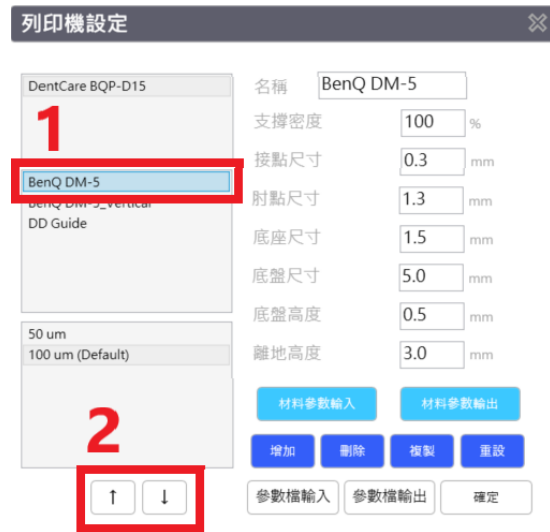 列印機設定
DentCare BQP-D15
1
BenQ DM-5
BenQ DM-5_Vertical
DD Guide
50 um
100 um (Default)
2
↑ ↓
名稱 BenQ DM-5
支撐密度 100 %
接點尺寸 0.3 mm
肘點尺寸 1.3 mm
底座尺寸 1.5 mm
底盤尺寸 5.0 mm
底盤高度 0.5 mm
離地高度 3.0 mm
材料參數輸入 材料參數輸出
增加 刪除 複製 重設
參數檔輸入 參數檔輸出 確定